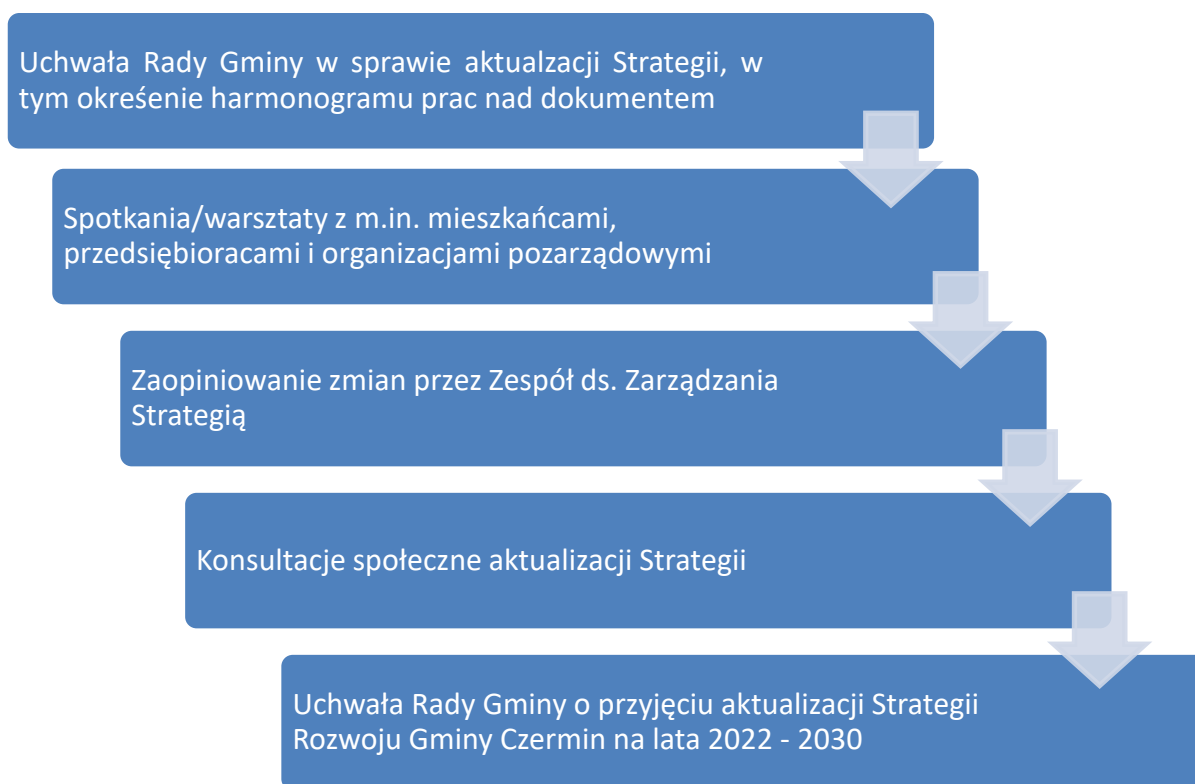 Uchwała Rady Gminy w sprawie aktualzacji Strategii, w
tym okreśenie harmonogramu prac nad dokumentem
Spotkania/warsztaty z m.in. mieszkańcami,
przedsiębioracami i organizacjami pozarządowymi
Zaopiniowanie zmian przez Zespół ds. Zarządzania
Strategią
Konsultacje społeczne aktualizacji Strategii
Uchwała Rady Gminy o przyjęciu aktualizacji Strategii
Rozwoju Gminy Czermin na lata 2022 - 2030